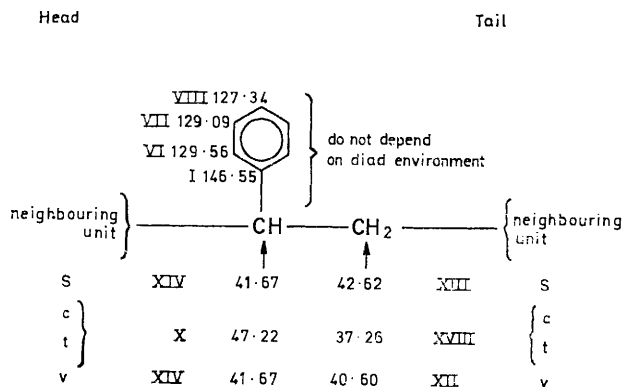 Head Tail
VIII 127·34
VII 129·09
VI 129·56
I 146·55
do not depend
on diad environment
neighbouring
unit
CH CH₂
neighbouring
unit
S XIV 41·67 42·62 XIII S
c c
t X 47·22 37·26 XVIII t
v XIV 41·67 40·60 XII v